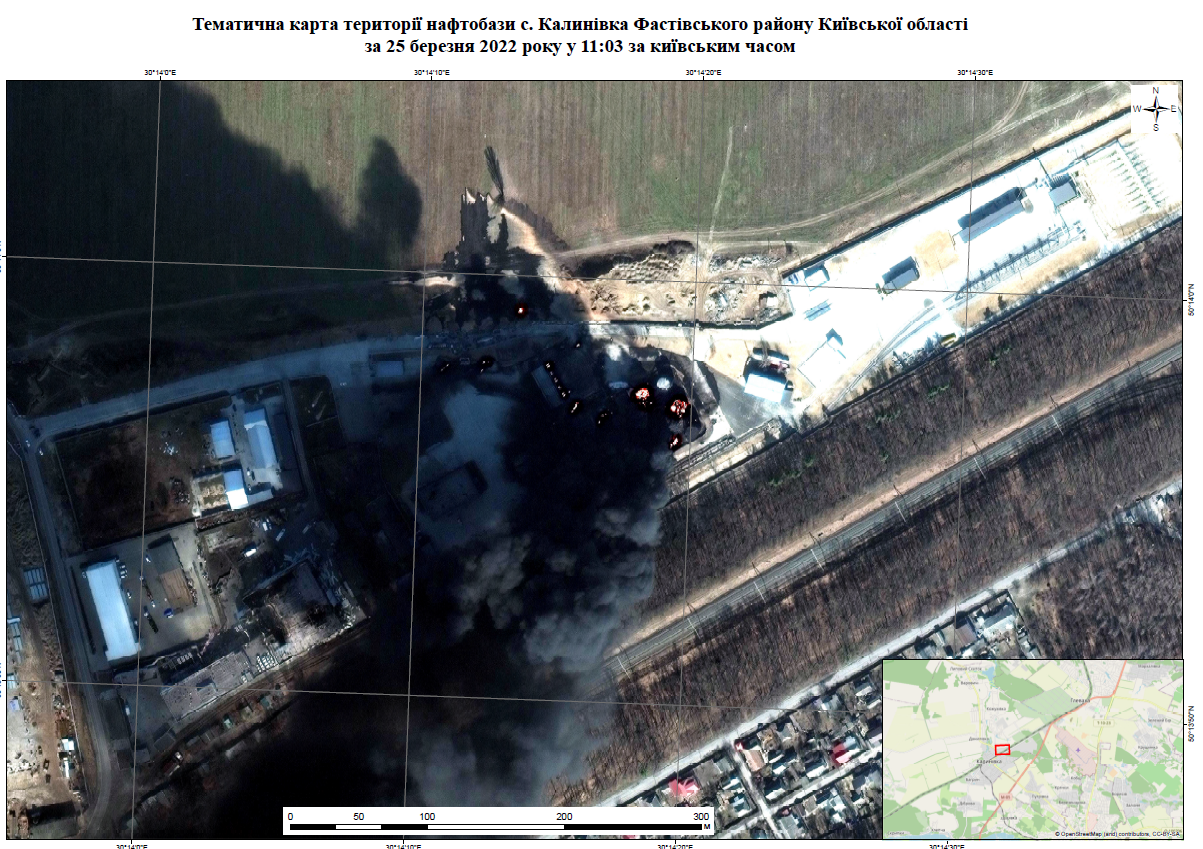 Тематична карта території нафтобази с. Калинівка Фастівського району Київської області
за 25 березня 2022 року у 11:03 за київським часом
30°14'0"E 30°14'10"E 30°14'20"E 30°14'30"E
N
W E
S
50°14'0"N
50°13'50"N
Глеваха
Калинівка
© OpenStreetMap (and) contributors, CC-BY-SA
0 50 100 200 300
М
30°14'0"E 30°14'10"E 30°14'20"E 30°14'30"E